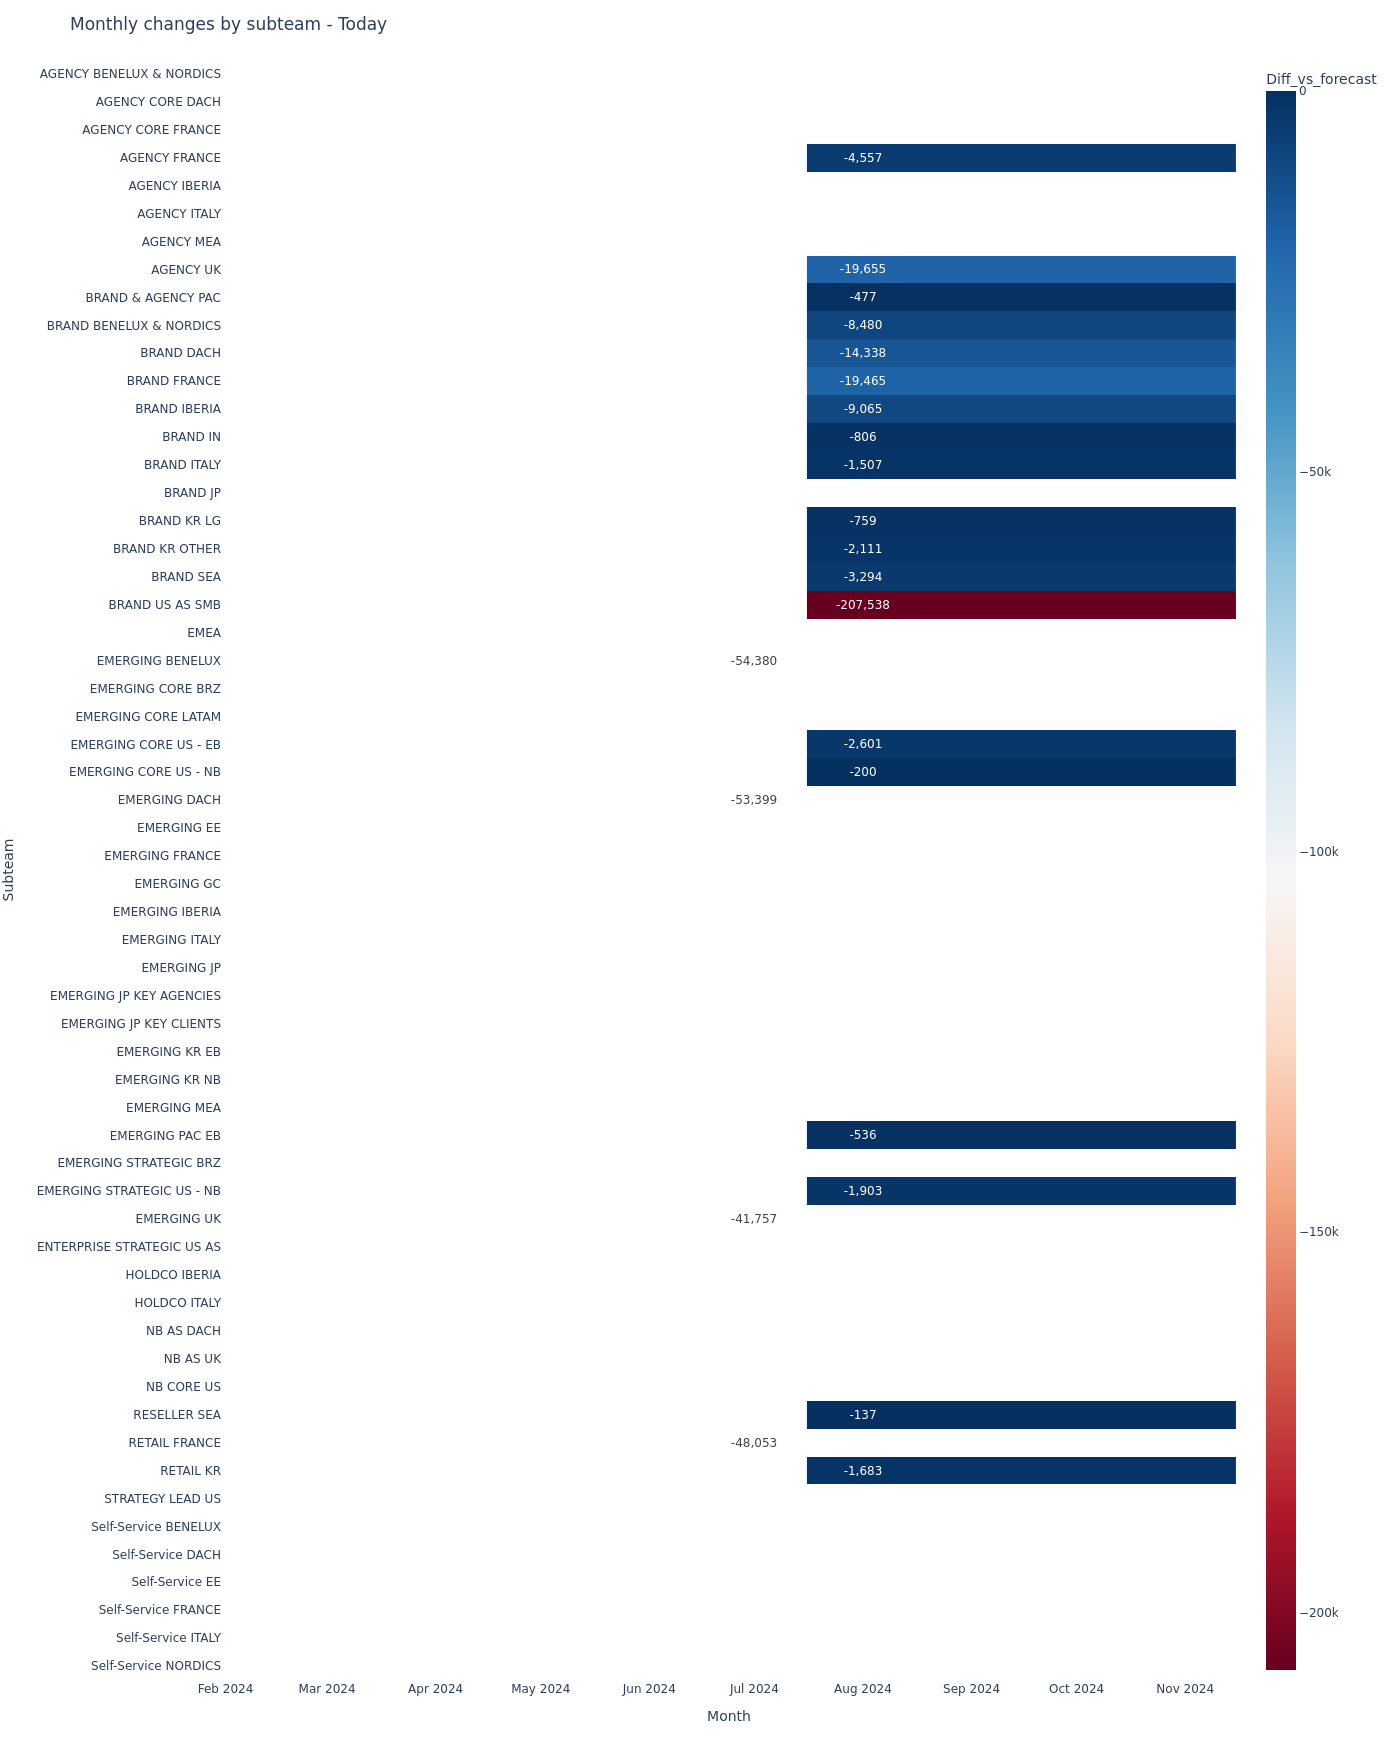 Monthly changes by subteam - Today
Diff_vs_forecast
0
−50k
−100k
−150k
−200k
Subteam
AGENCY BENELUX & NORDICS
AGENCY CORE DACH
AGENCY CORE FRANCE
AGENCY FRANCE -4,557
AGENCY IBERIA
AGENCY ITALY
AGENCY MEA
AGENCY UK -19,655
BRAND & AGENCY PAC -477
BRAND BENELUX & NORDICS -8,480
BRAND DACH -14,338
BRAND FRANCE -19,465
BRAND IBERIA -9,065
BRAND IN -806
BRAND ITALY -1,507
BRAND JP
BRAND KR LG -759
BRAND KR OTHER -2,111
BRAND SEA -3,294
BRAND US AS SMB -207,538
EMEA
EMERGING BENELUX -54,380
EMERGING CORE BRZ
EMERGING CORE LATAM
EMERGING CORE US - EB -2,601
EMERGING CORE US - NB -200
EMERGING DACH -53,399
EMERGING EE
EMERGING FRANCE
EMERGING GC
EMERGING IBERIA
EMERGING ITALY
EMERGING JP
EMERGING JP KEY AGENCIES
EMERGING JP KEY CLIENTS
EMERGING KR EB
EMERGING KR NB
EMERGING MEA
EMERGING PAC EB -536
EMERGING STRATEGIC BRZ
EMERGING STRATEGIC US - NB -1,903
EMERGING UK -41,757
ENTERPRISE STRATEGIC US AS
HOLDCO IBERIA
HOLDCO ITALY
NB AS DACH
NB AS UK
NB CORE US
RESELLER SEA -137
RETAIL FRANCE -48,053
RETAIL KR -1,683
STRATEGY LEAD US
Self-Service BENELUX
Self-Service DACH
Self-Service EE
Self-Service FRANCE
Self-Service ITALY
Self-Service NORDICS
Feb 2024 Mar 2024 Apr 2024 May 2024 Jun 2024 Jul 2024 Aug 2024 Sep 2024 Oct 2024 Nov 2024
Month